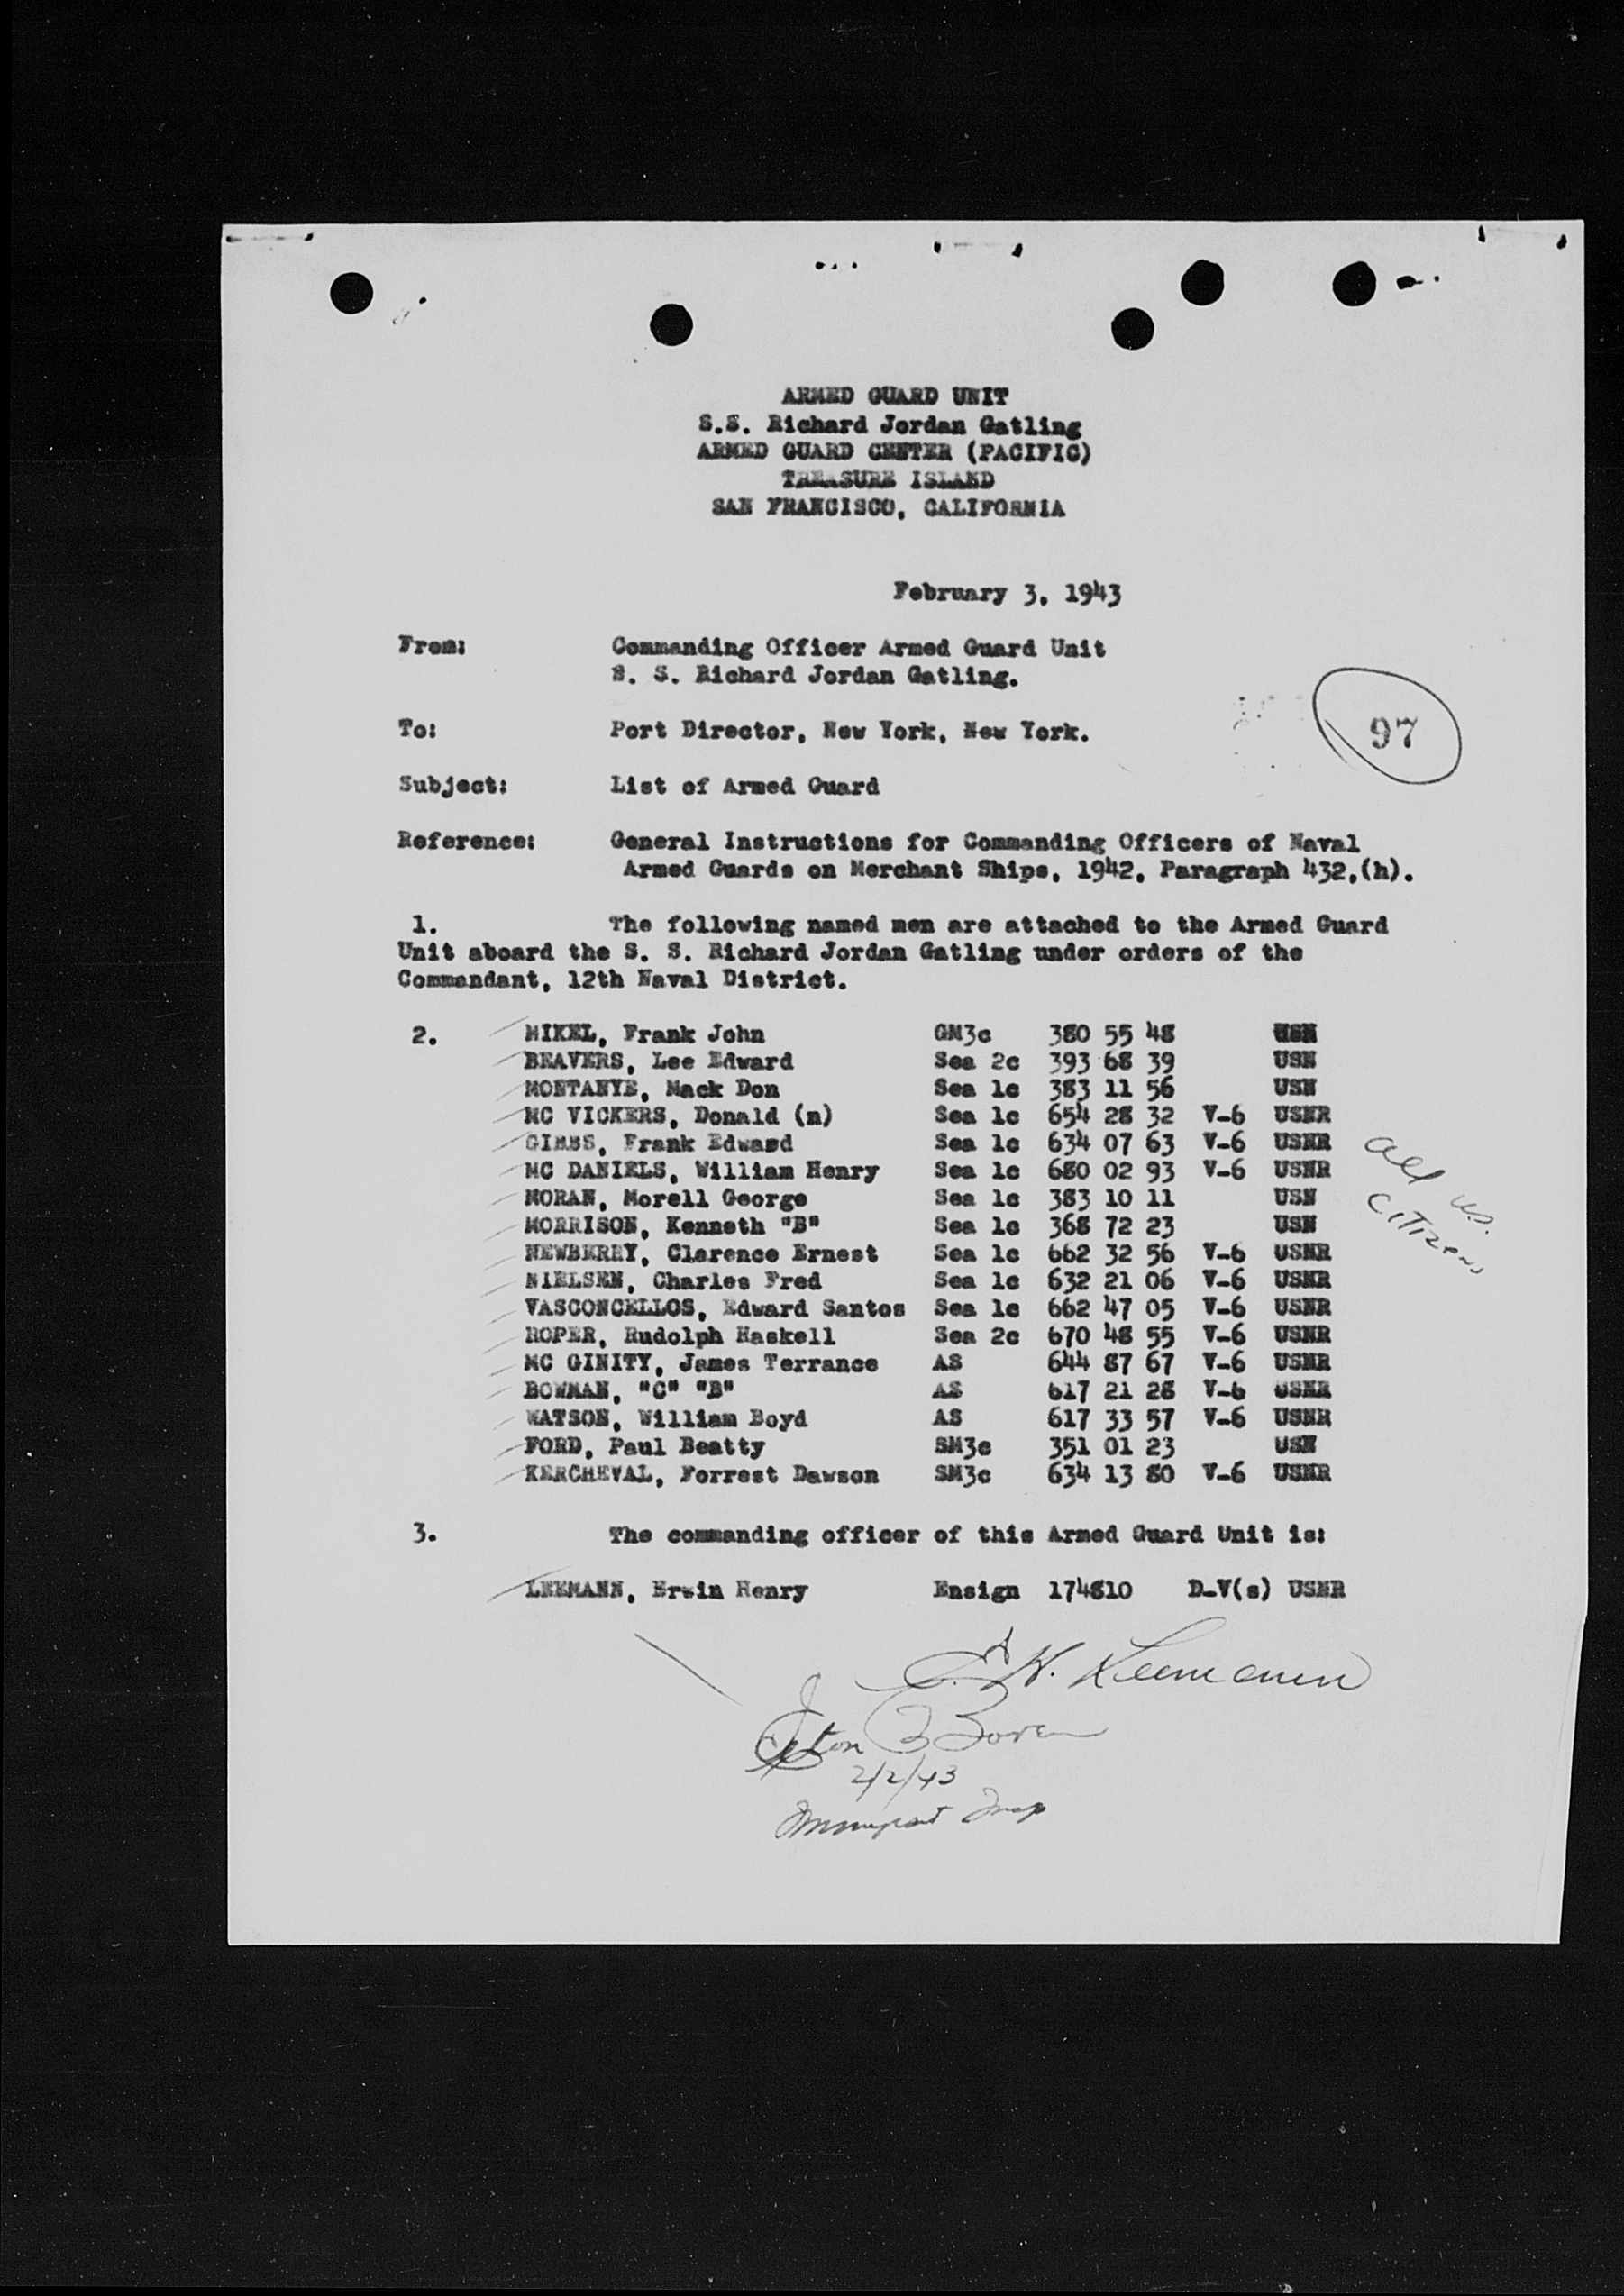 ARMED GUARD UNIT
S.S. Richard Jordan Gatling
ARMED GUARD CENTER (PACIFIC)
TREASURE ISLAND
SAN FRANCISCO, CALIFORNIA
February 3, 1943
From: Commanding Officer Armed Guard Unit
S. S. Richard Jordan Gatling.
To: Port Director, New York, New York.
97
Subject: List of Armed Guard
Reference: General Instructions for Commanding Officers of Naval
Armed Guards on Merchant Ships, 1942, Paragraph 432,(h).
1. The following named men are attached to the Armed Guard
Unit aboard the S. S. Richard Jordan Gatling under orders of the
Commandant, 12th Naval District.
2. MIKEL, Frank John GM3c 380 55 48 USN
BEAVERS, Lee Edward Sea 2c 393 68 39 USN
MONTANYE, Mack Don Sea 1c 383 11 56 USN
MC VICKERS, Donald (n) Sea 1c 654 28 32 V-6 USNR
GIBBS, Frank Edward Sea 1c 634 07 63 V-6 USNR
MC DANIELS, William Henry Sea 1c 680 02 93 V-6 USNR
MORAN, Morell George Sea 1c 383 10 11 USN
MORRISON, Kenneth "B" Sea 1c 368 72 23 USN
NEWBERRY, Clarence Ernest Sea 1c 662 32 56 V-6 USNR
NIELSEN, Charles Fred Sea 1c 632 21 06 V-6 USNR
VASCONCELLOS, Edward Santos Sea 1c 662 47 05 V-6 USNR
ROPER, Rudolph Haskell Sea 2c 670 48 55 V-6 USNR
MC GINITY, James Terrance AS 644 87 67 V-6 USNR
BOWMAN, "C" "B" AS 617 21 28 V-6 USNR
WATSON, William Boyd AS 617 33 57 V-6 USNR
FORD, Paul Beatty SM3c 351 01 23 USN
KERCHEVAL, Forrest Dawson SM3c 634 13 80 V-6 USNR
all U.S.
Citizens
3. The commanding officer of this Armed Guard Unit is:
LEEMANN, Erwin Henry Ensign 174810 D-V(s) USNR
E. H. Leemann
2/2/43